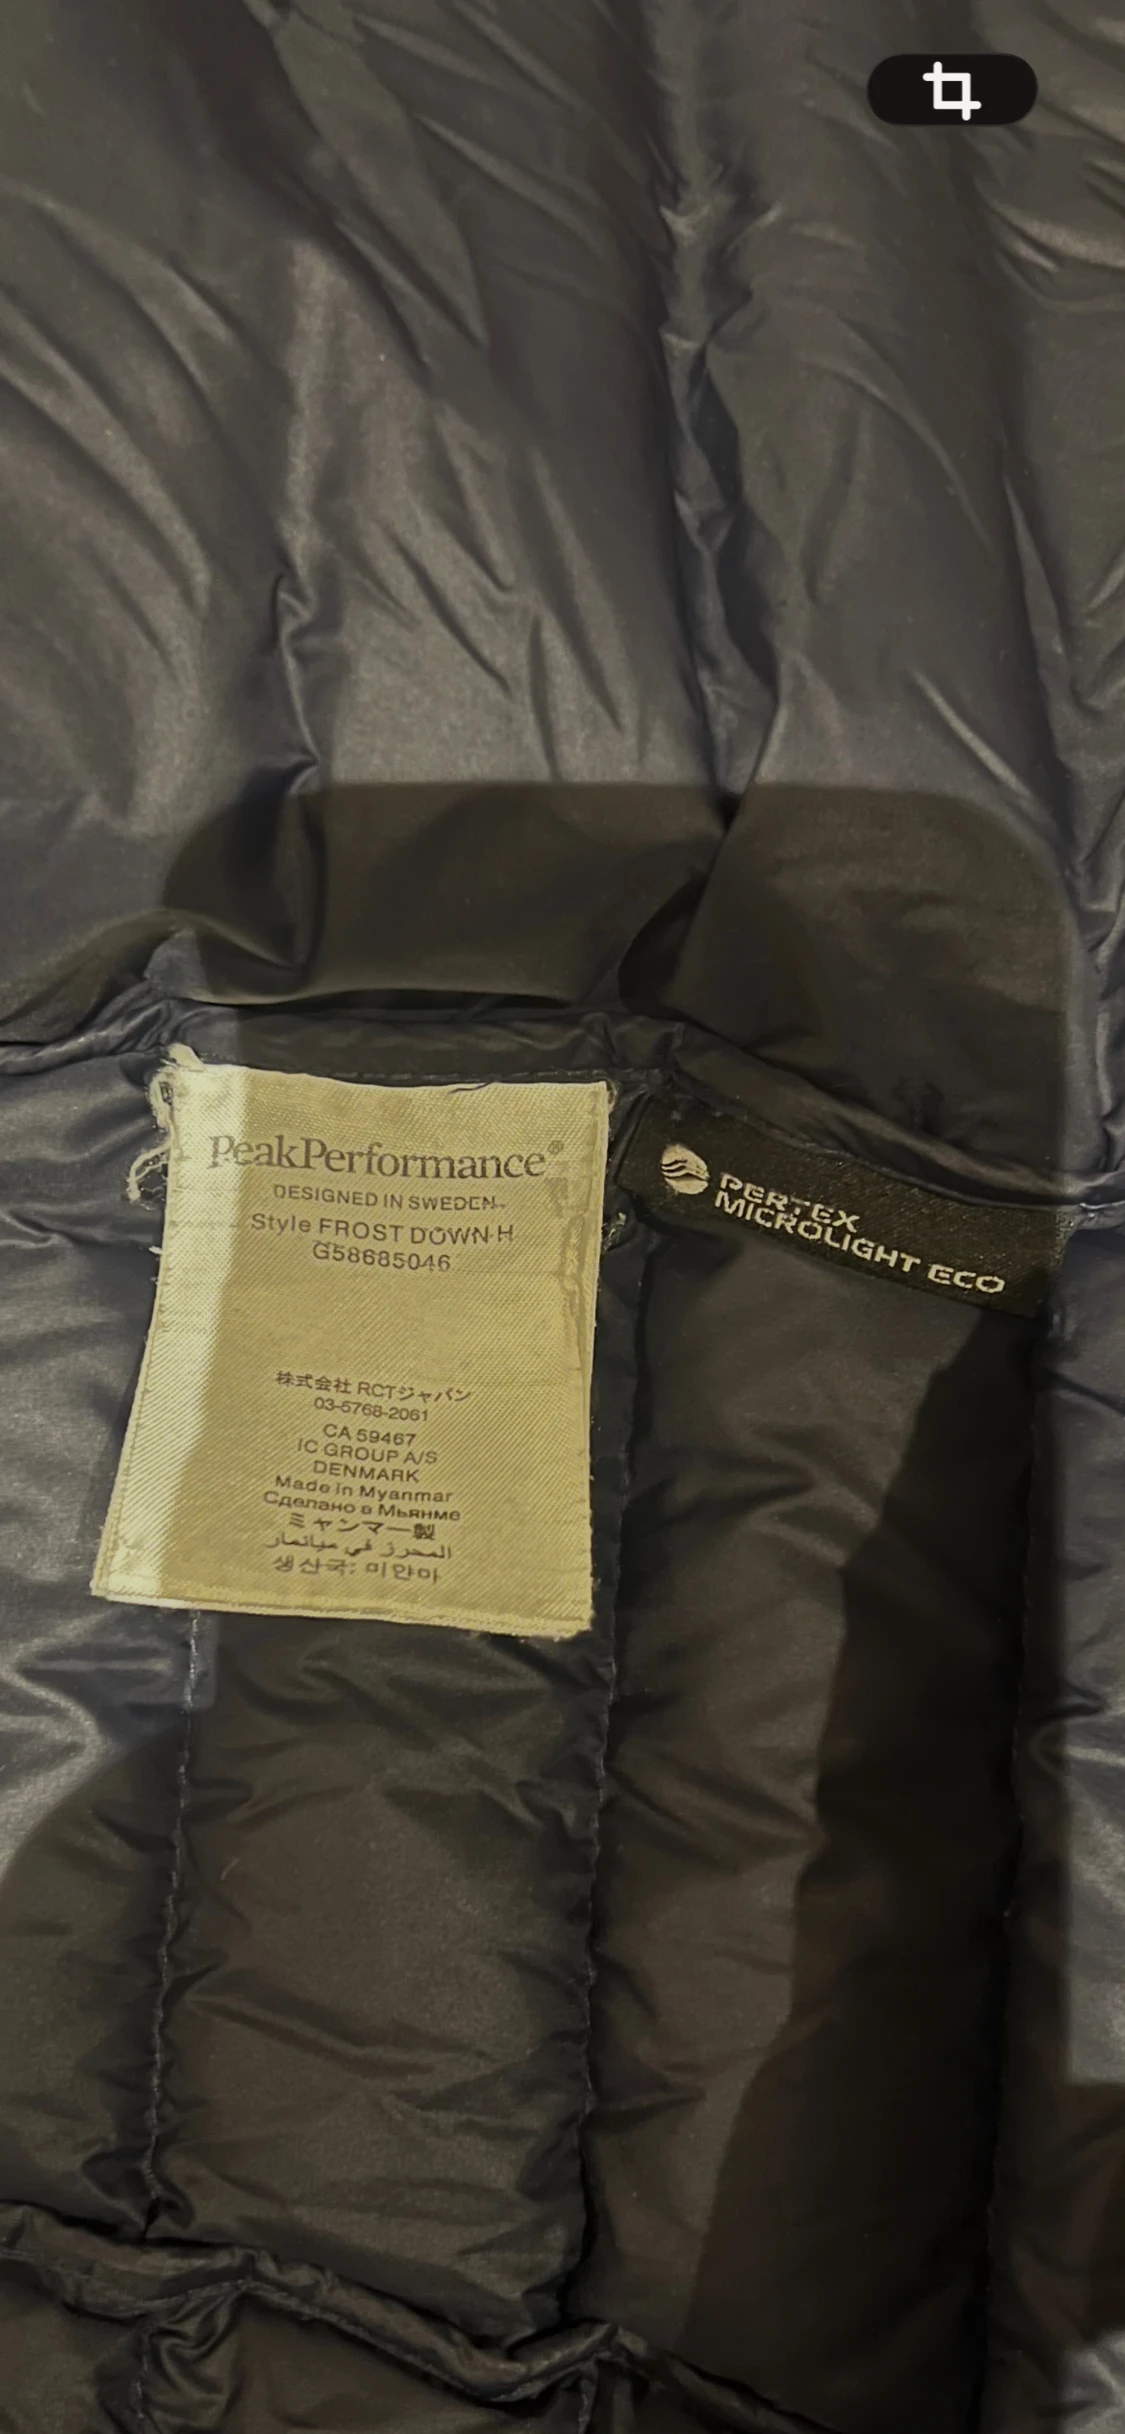 PeakPerformance®
DESIGNED IN SWEDEN
Style FROST DOWN H
G58685046
株式会社 RCTジャパン
03-5768-2061
CA 59467
IC GROUP A/S
DENMARK
Made in Myanmar
Сделано в Мьянме
ミャンマー製
المحرز في ميانمار
생산국: 미얀마
PERTEX
MICROLIGHT ECO